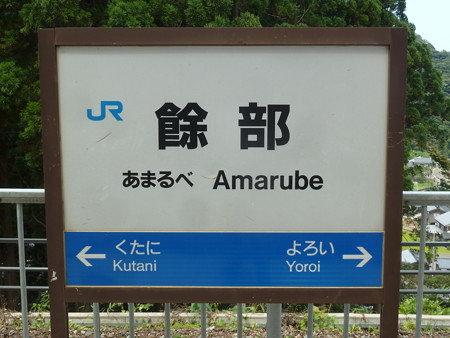 JR
餘部
あまるべ Amarube
← くたに よろい →
Kutani Yoroi